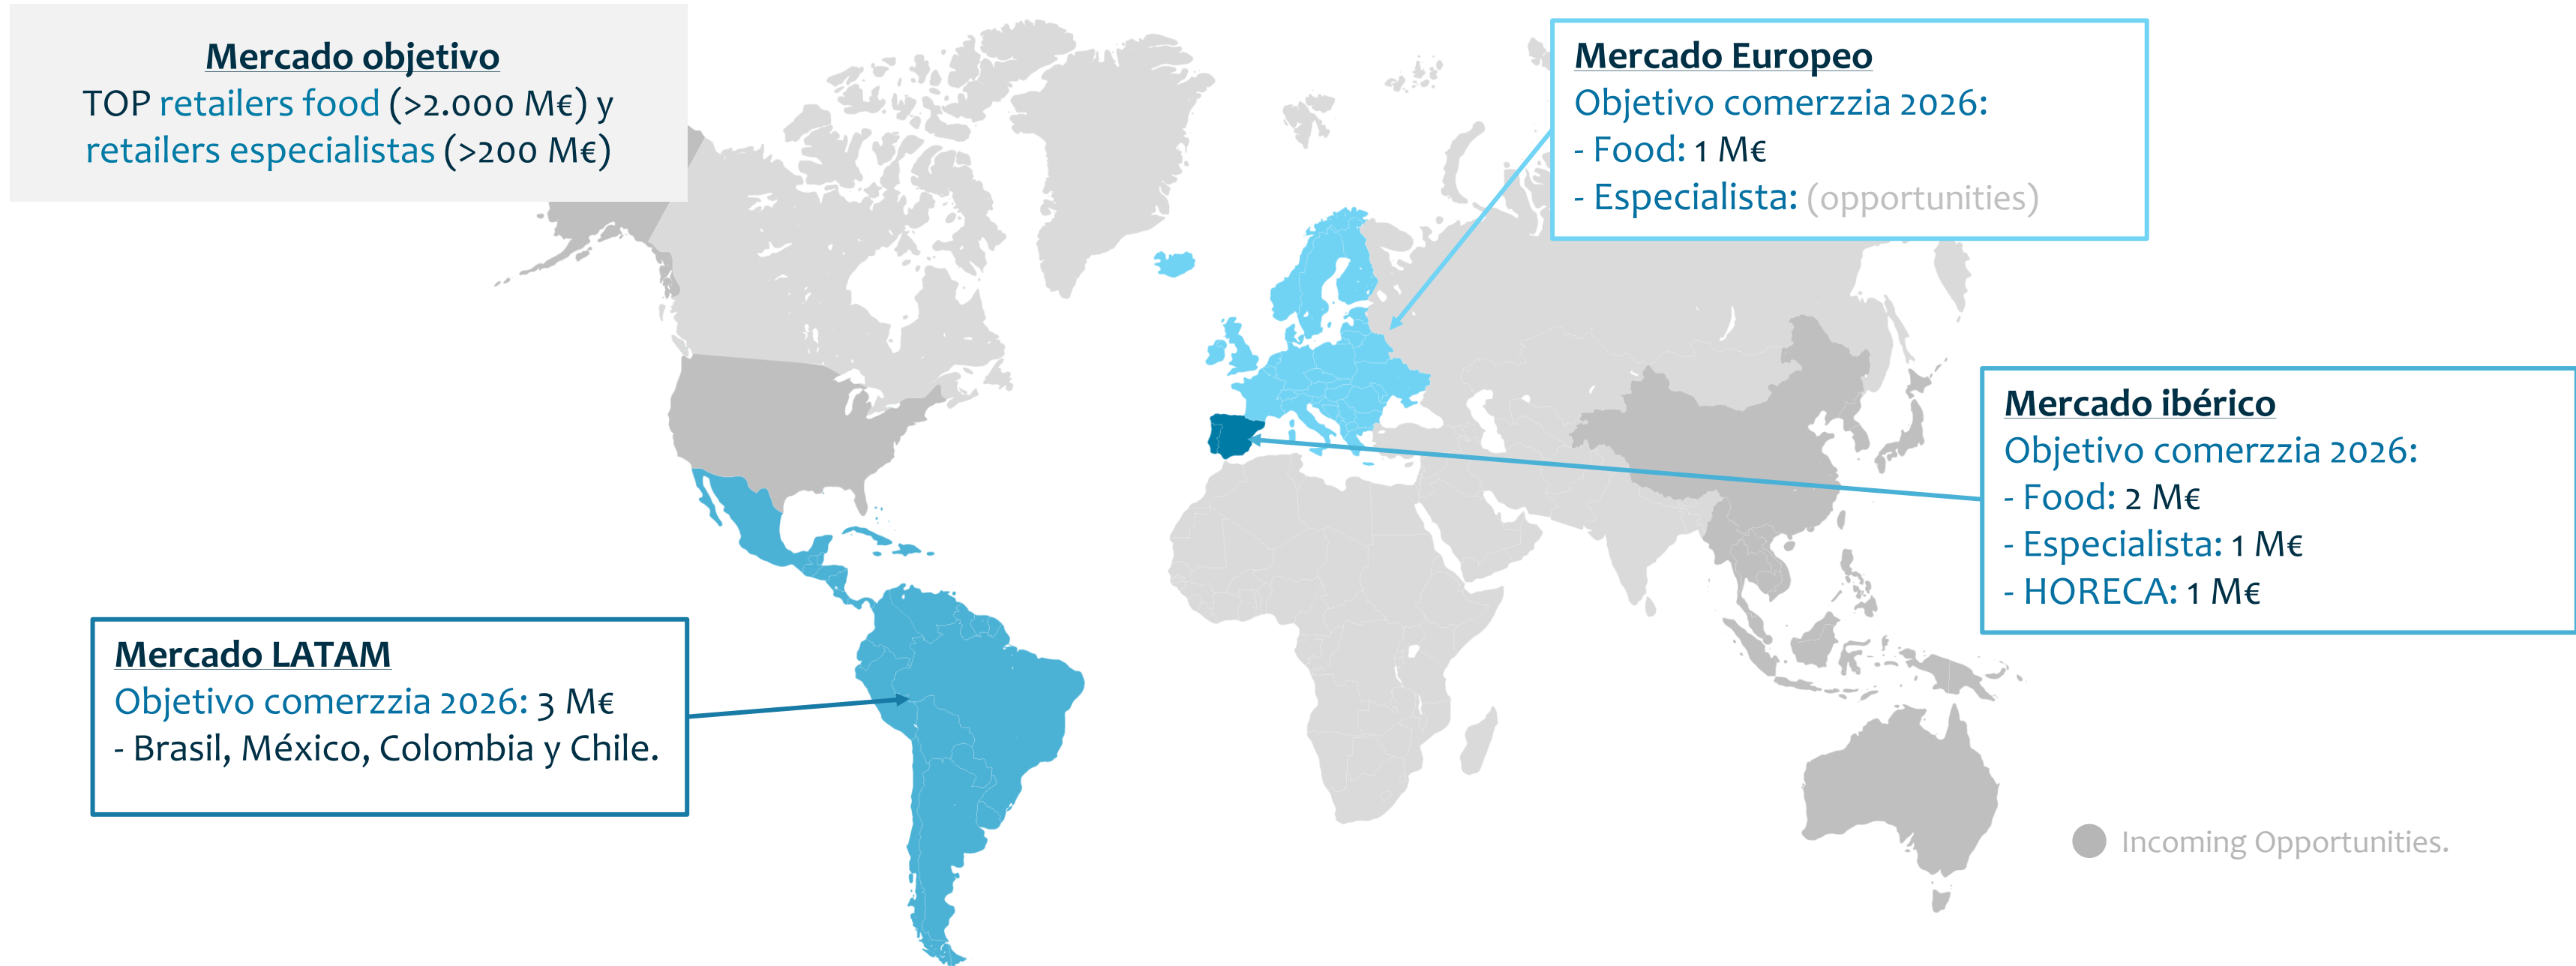 Mercado objetivo
TOP retailers food (>2.000 M€) y
retailers especialistas (>200 M€)
Mercado Europeo
Objetivo comerzzia 2026:
- Food: 1 M€
- Especialista: (opportunities)
Mercado ibérico
Objetivo comerzzia 2026:
- Food: 2 M€
- Especialista: 1 M€
- HORECA: 1 M€
Mercado LATAM
Objetivo comerzzia 2026: 3 M€
- Brasil, México, Colombia y Chile.
Incoming Opportunities.